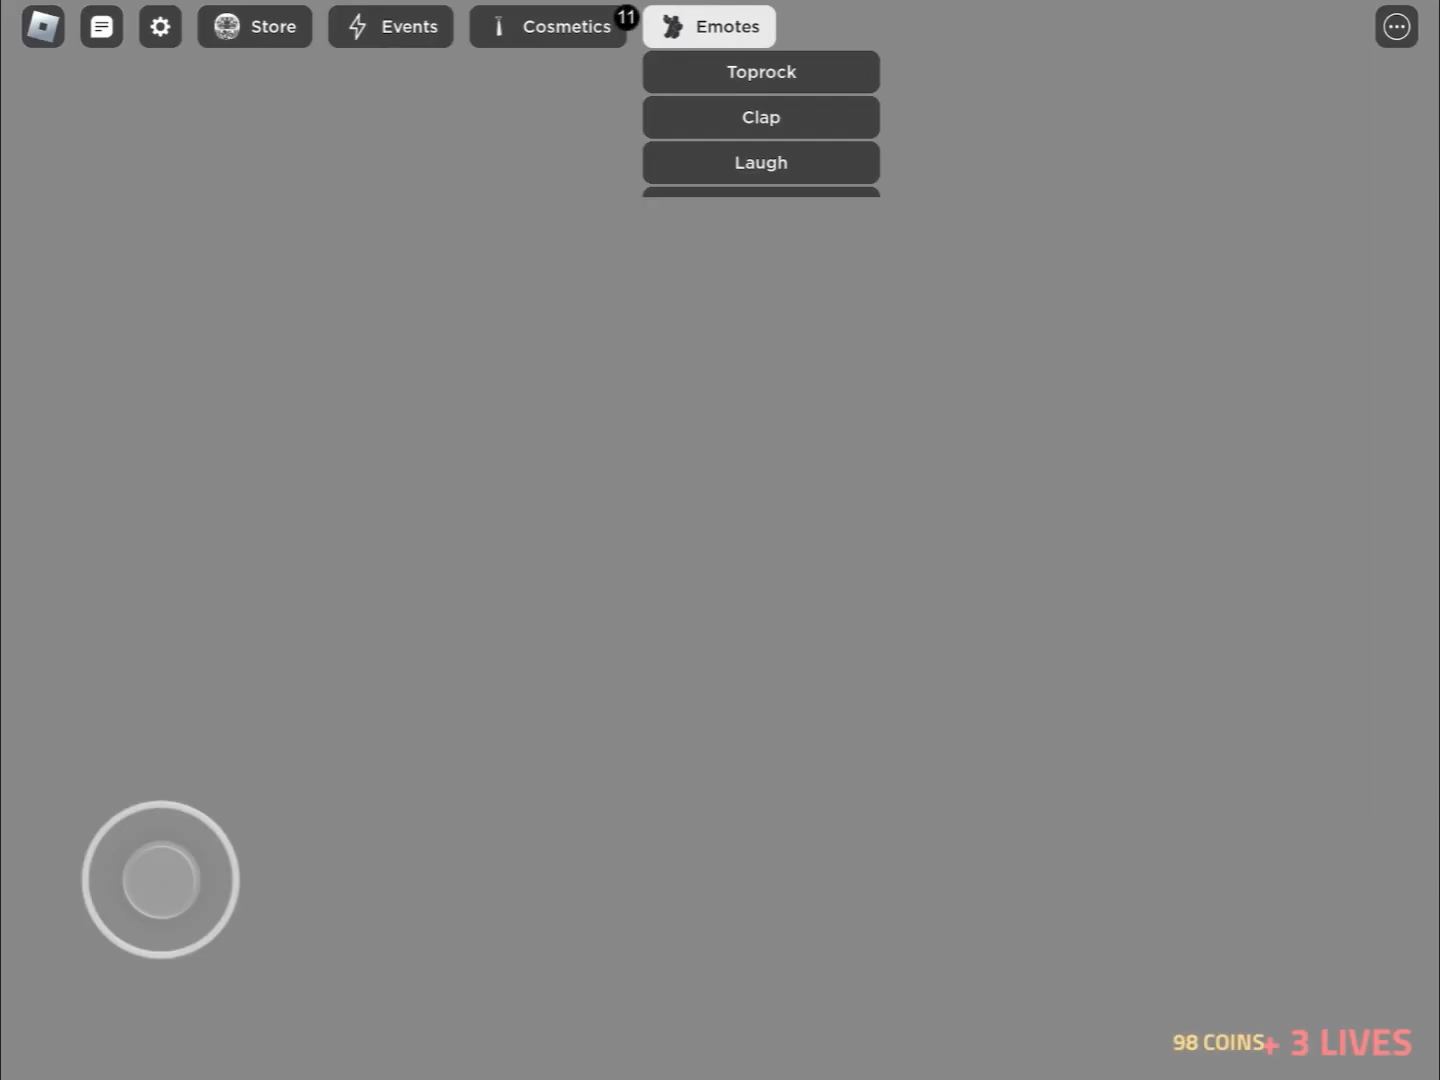 Store
Events
Cosmetics
11
Emotes
Toprock
Clap
Laugh
98 COINS
+ 3 LIVES